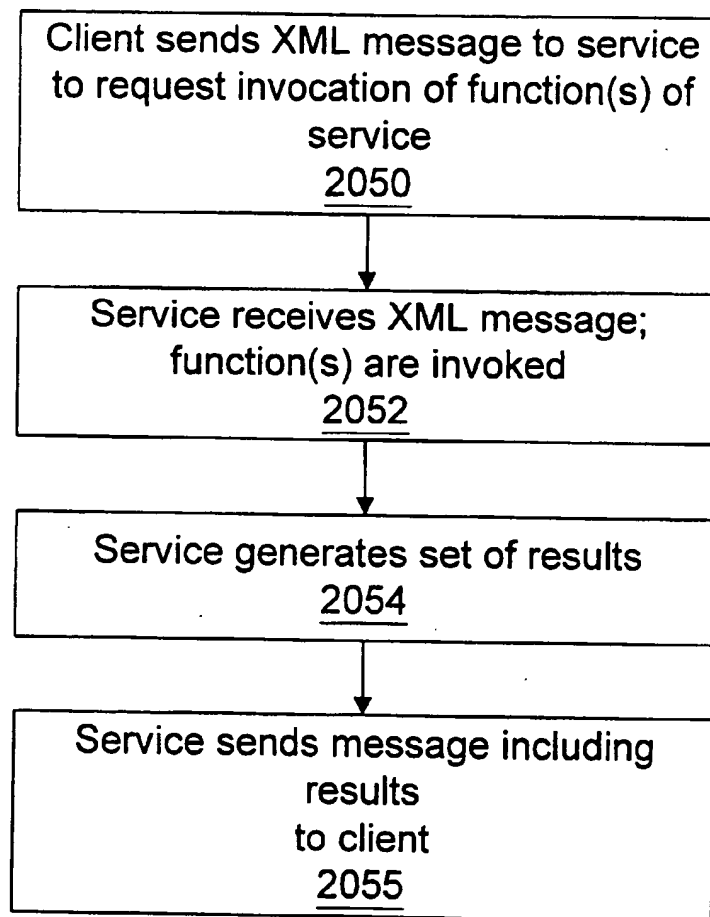 Client sends XML message to service
to request invocation of function(s) of
service
2050
Service receives XML message;
function(s) are invoked
2052
Service generates set of results
2054
Service sends message including
results
to client
2055